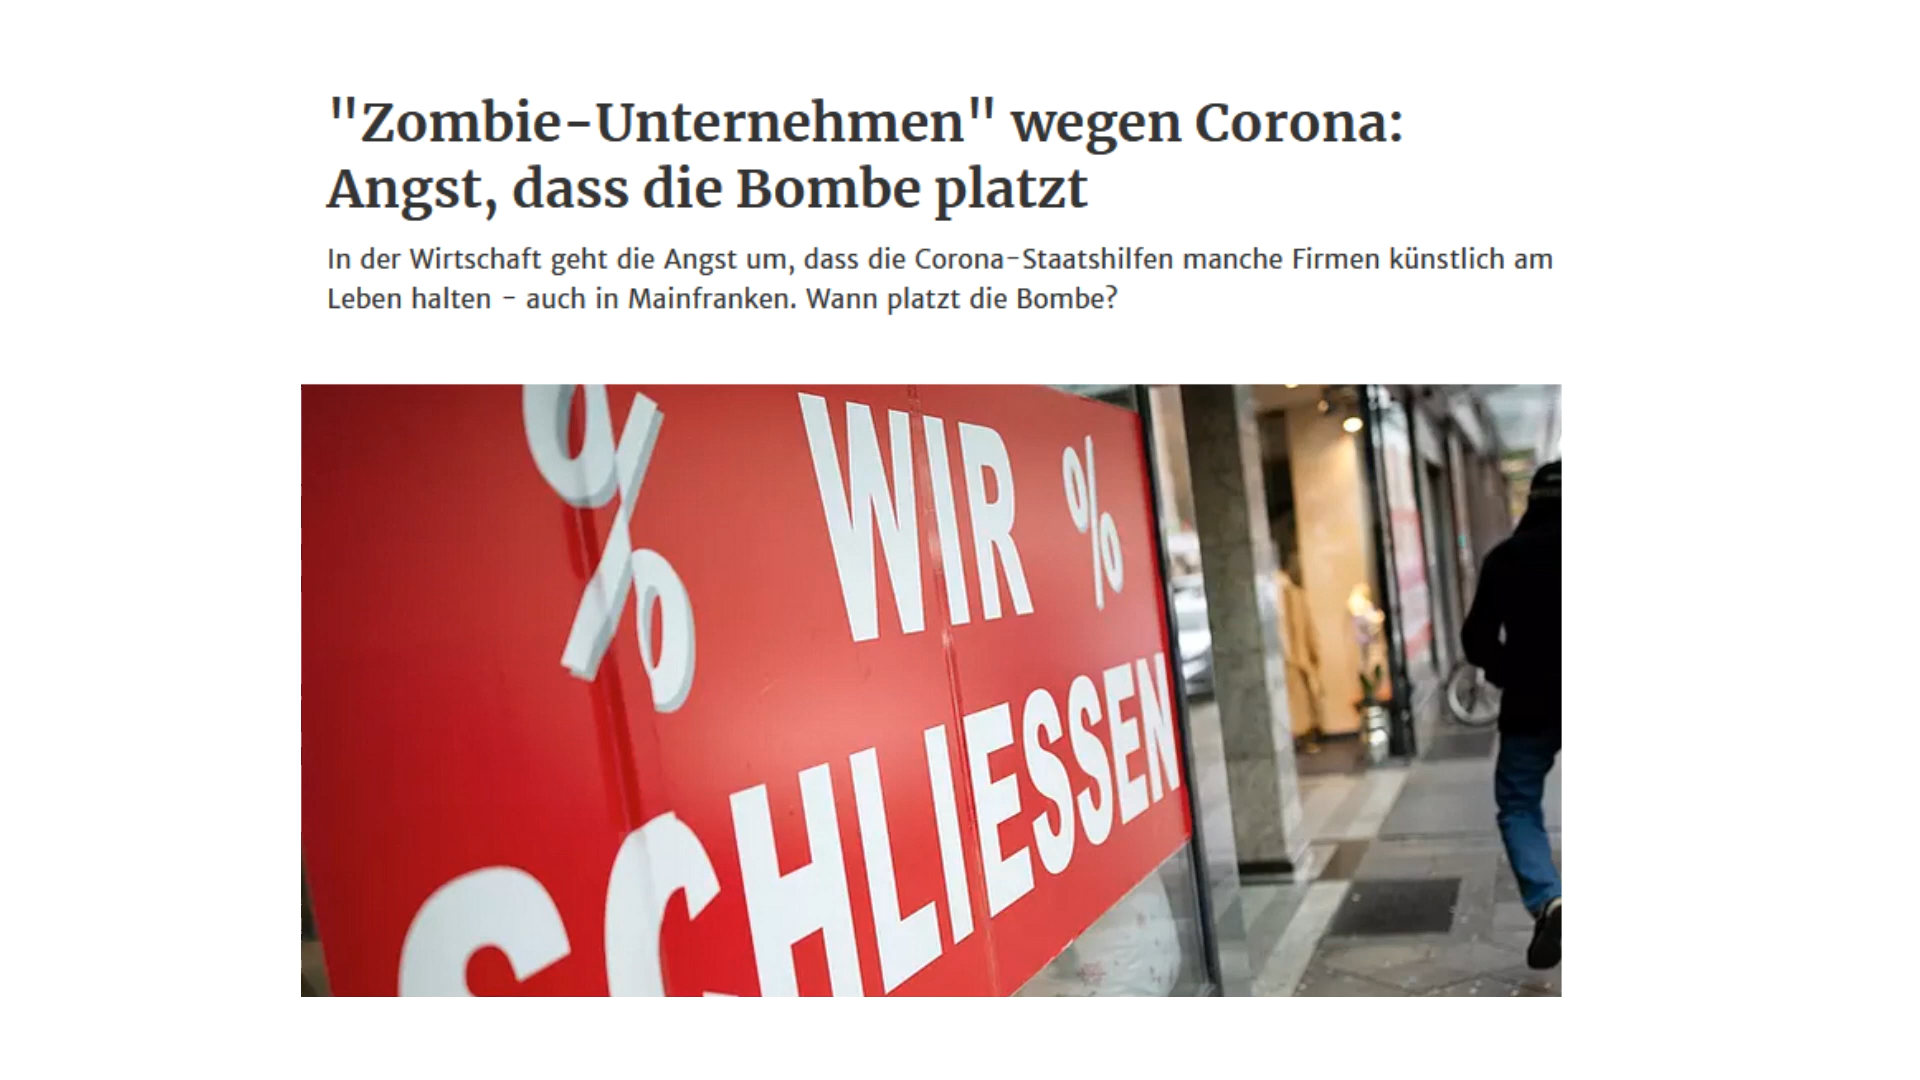 "Zombie-Unternehmen" wegen Corona:
Angst, dass die Bombe platzt
In der Wirtschaft geht die Angst um, dass die Corona-Staatshilfen manche Firmen künstlich am
Leben halten - auch in Mainfranken. Wann platzt die Bombe?
% WIR %
SCHLIESSEN